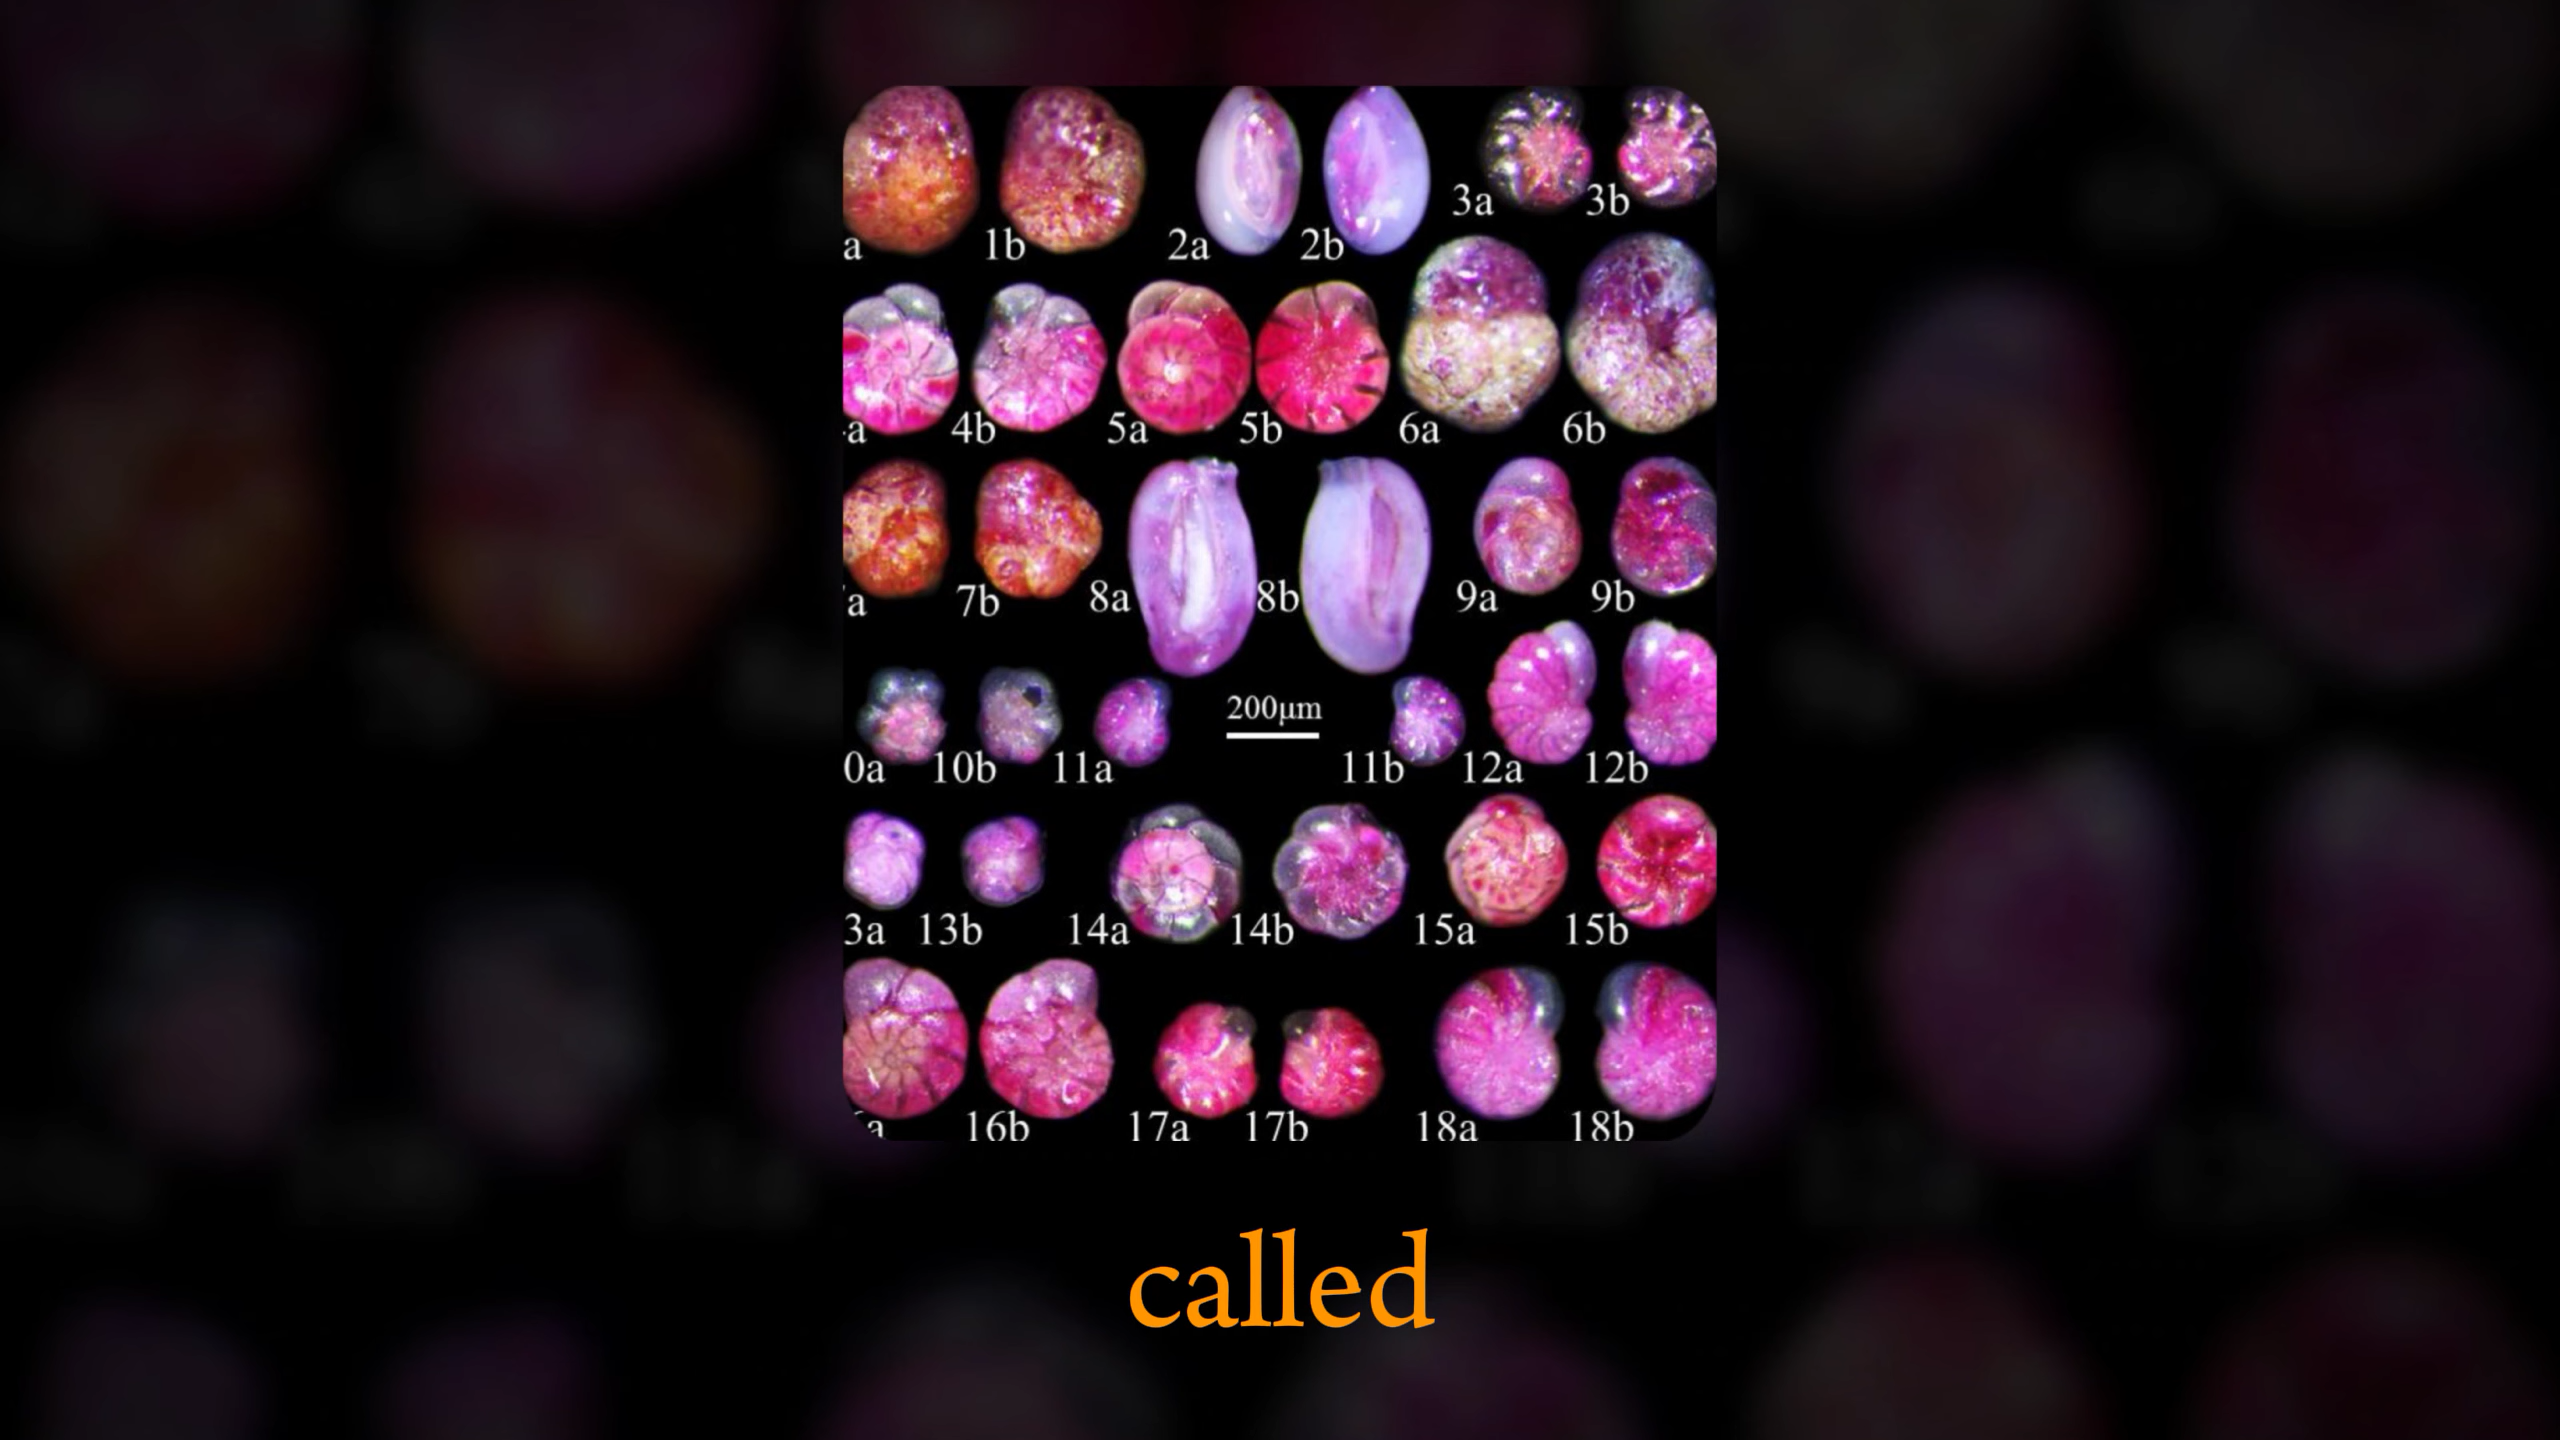 3a 3b
a 1b 2a 2b
a 4b 5a 5b 6a 6b
a 7b 8a 8b 9a 9b
200μm
0a 10b 11a 11b 12a 12b
3a 13b 14a 14b 15a 15b
a 16b 17a 17b 18a 18b
called